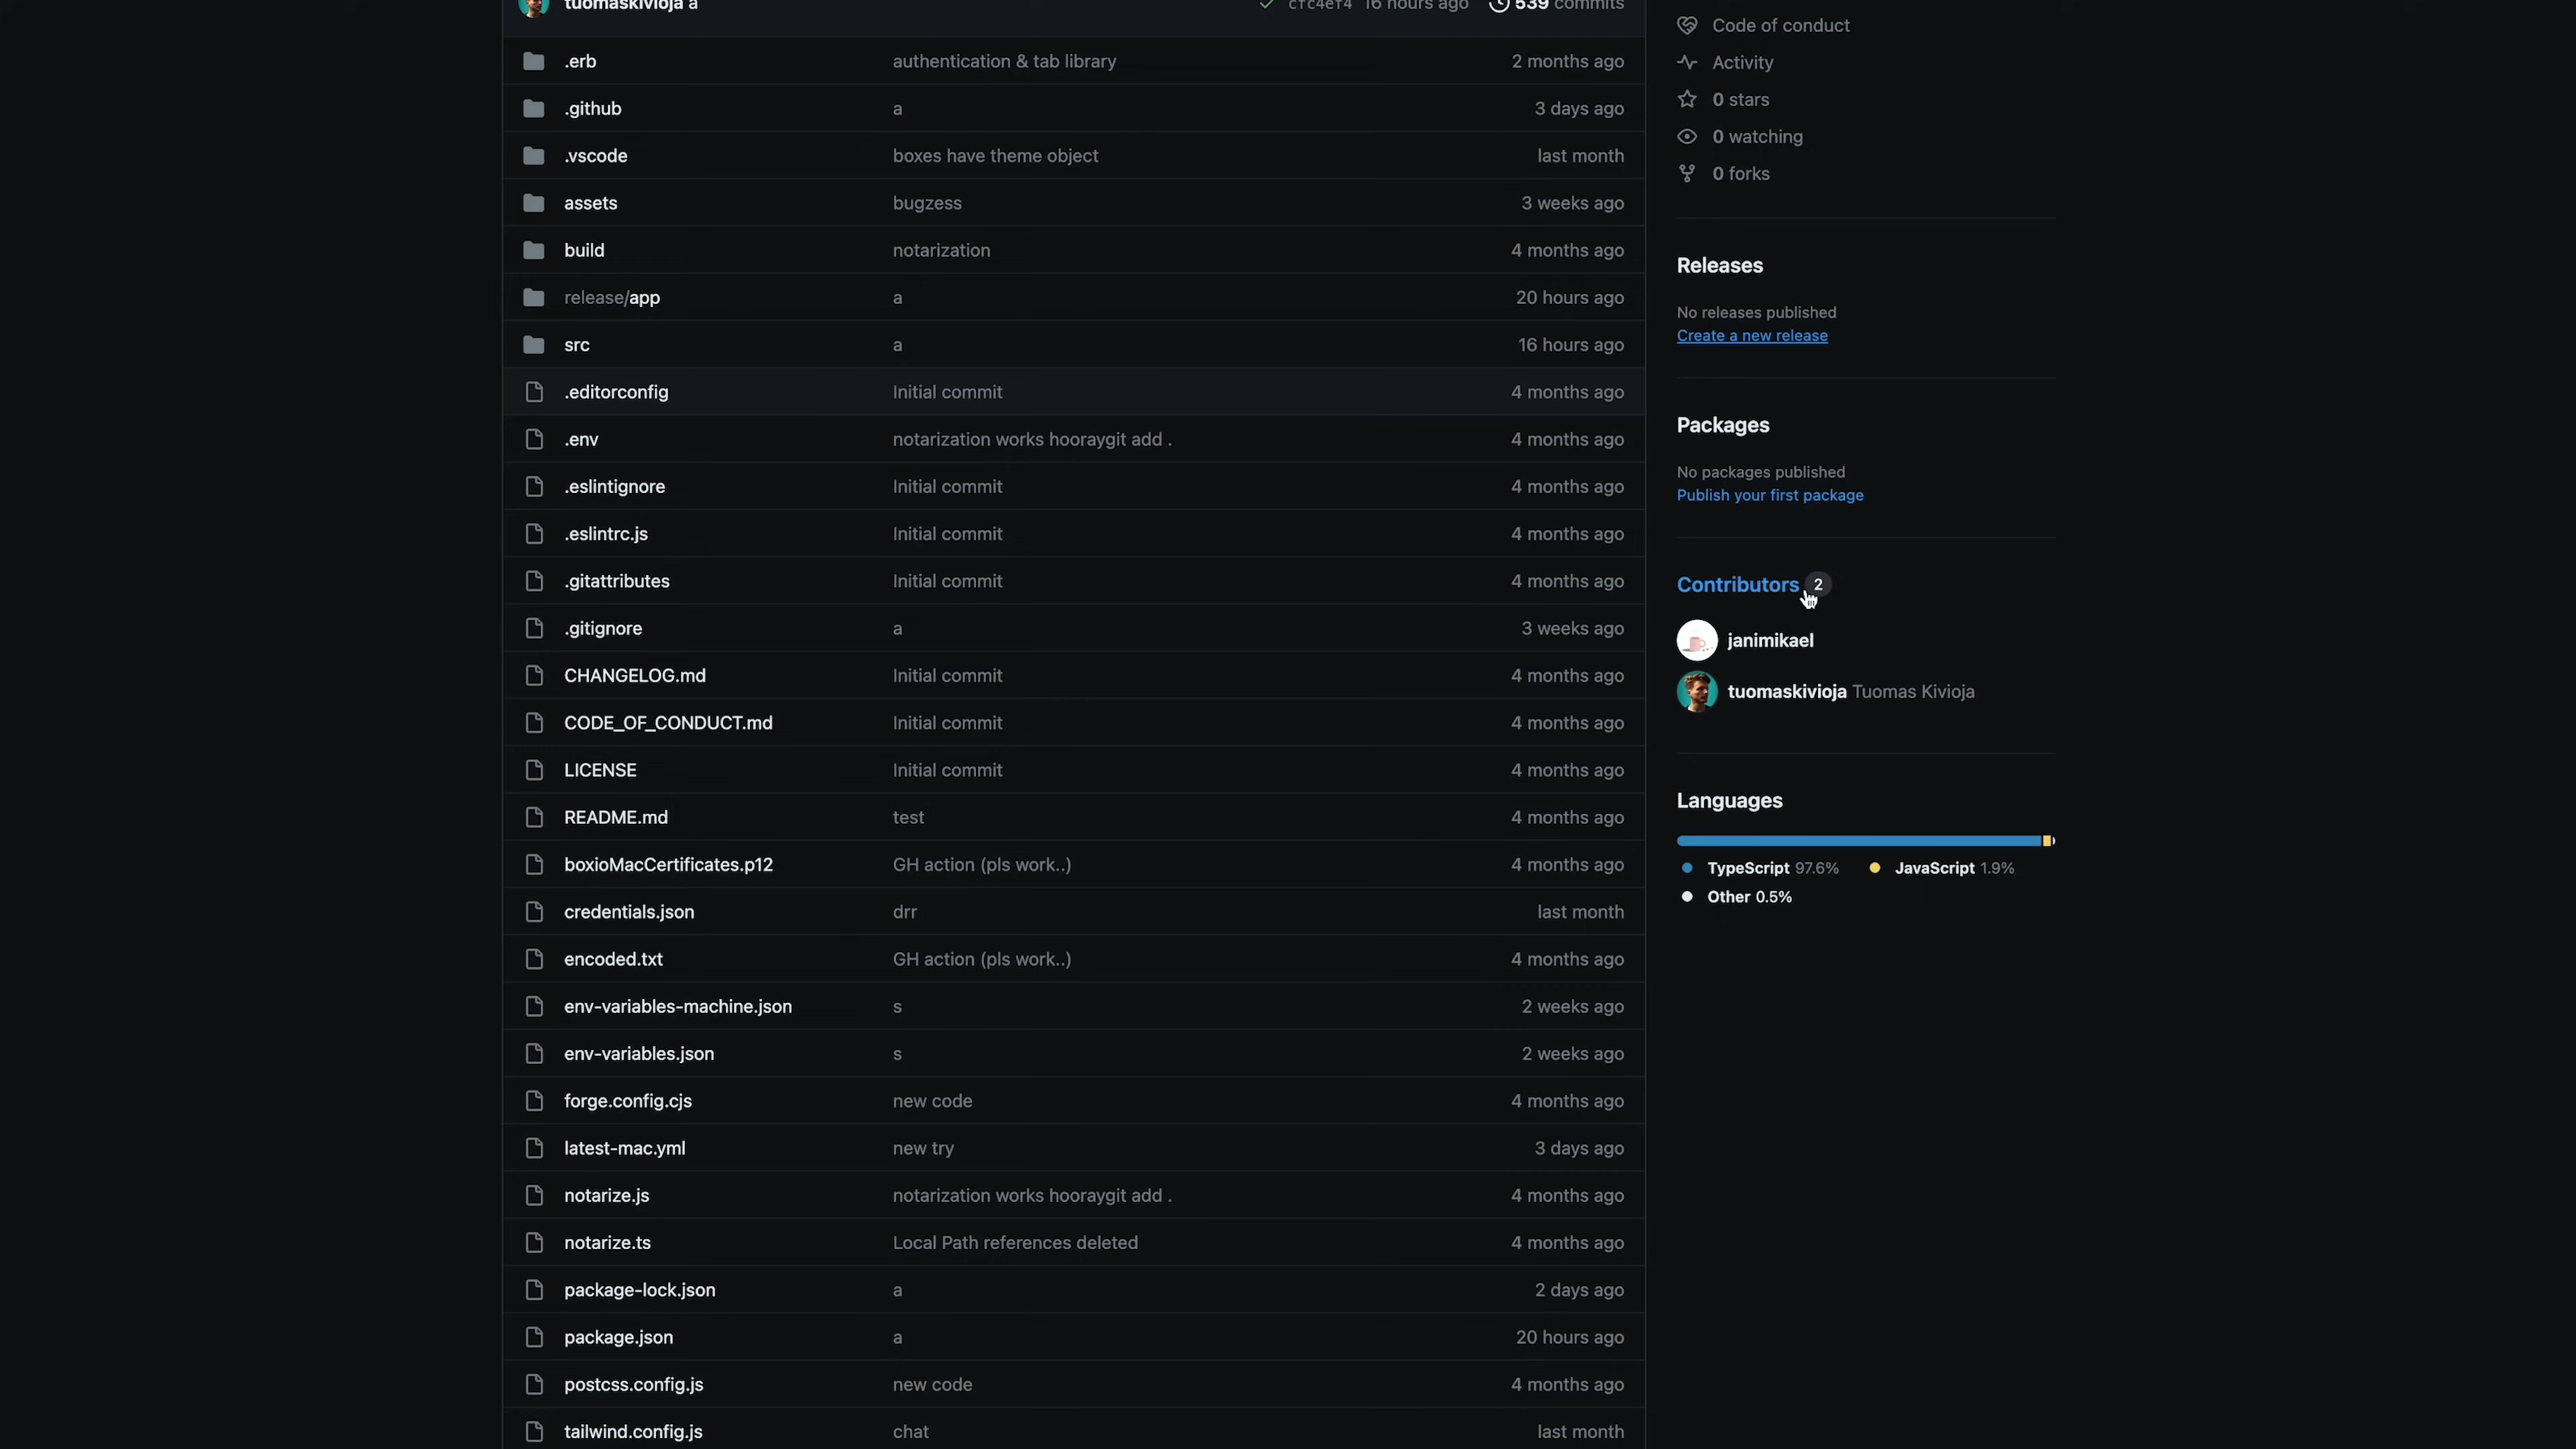 tuomaskivioja a cfc4ef4 16 hours ago 539 commits
.erb authentication & tab library 2 months ago
.github a 3 days ago
.vscode boxes have theme object last month
assets bugzess 3 weeks ago
build notarization 4 months ago
release/app a 20 hours ago
src a 16 hours ago
.editorconfig Initial commit 4 months ago
.env notarization works hooraygit add . 4 months ago
.eslintignore Initial commit 4 months ago
.eslintrc.js Initial commit 4 months ago
.gitattributes Initial commit 4 months ago
.gitignore a 3 weeks ago
CHANGELOG.md Initial commit 4 months ago
CODE_OF_CONDUCT.md Initial commit 4 months ago
LICENSE Initial commit 4 months ago
README.md test 4 months ago
boxioMacCertificates.p12 GH action (pls work..) 4 months ago
credentials.json drr last month
encoded.txt GH action (pls work..) 4 months ago
env-variables-machine.json s 2 weeks ago
env-variables.json s 2 weeks ago
forge.config.cjs new code 4 months ago
latest-mac.yml new try 3 days ago
notarize.js notarization works hooraygit add . 4 months ago
notarize.ts Local Path references deleted 4 months ago
package-lock.json a 2 days ago
package.json a 20 hours ago
postcss.config.js new code 4 months ago
tailwind.config.js chat last month
Code of conduct
Activity
0 stars
0 watching
0 forks
Releases
No releases published
Create a new release
Packages
No packages published
Publish your first package
Contributors 2
janimikael
tuomaskivioja Tuomas Kivioja
Languages
TypeScript 97.6% JavaScript 1.9%
Other 0.5%